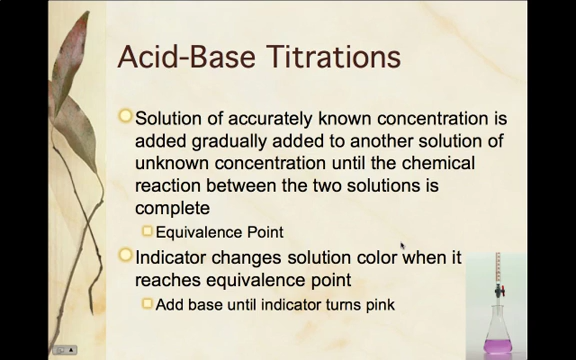 Acid-Base Titrations
Solution of accurately known concentration is
added gradually added to another solution of
unknown concentration until the chemical
reaction between the two solutions is
complete
Equivalence Point
Indicator changes solution color when it
reaches equivalence point
Add base until indicator turns pink